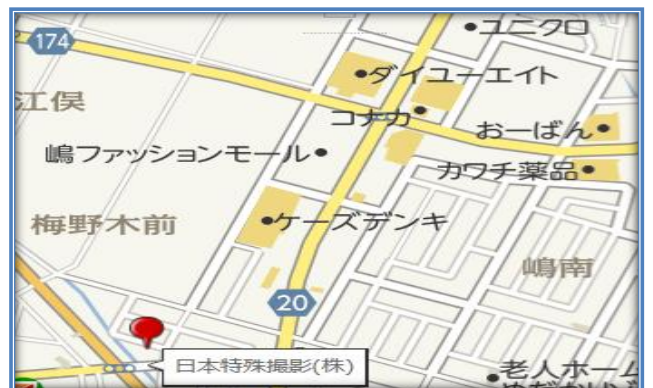 ユニクロ
174
ダイユーエイト
江俣
コナカ
おーばん
嶋ファッションモール
カワチ薬品
梅野木前
ケーズデンキ
嶋南
20
日本特殊撮影(株)
老人ホーム